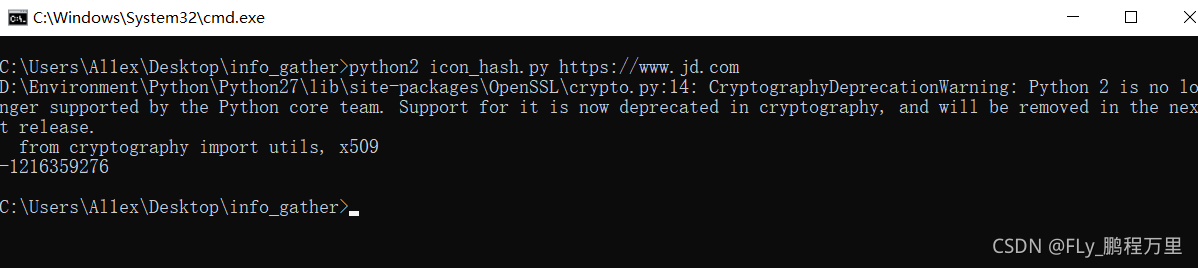 C:\Windows\System32\cmd.exe
C:\Users\Allex\Desktop\info_gather>python2 icon_hash.py https://www.jd.com
D:\Environment\Python\Python27\lib\site-packages\OpenSSL\crypto.py:14: CryptographyDeprecationWarning: Python 2 is no lo
nger supported by the Python core team. Support for it is now deprecated in cryptography, and will be removed in the nex
t release.
  from cryptography import utils, x509
-1216359276
C:\Users\Allex\Desktop\info_gather>
CSDN @FLy_鹏程万里